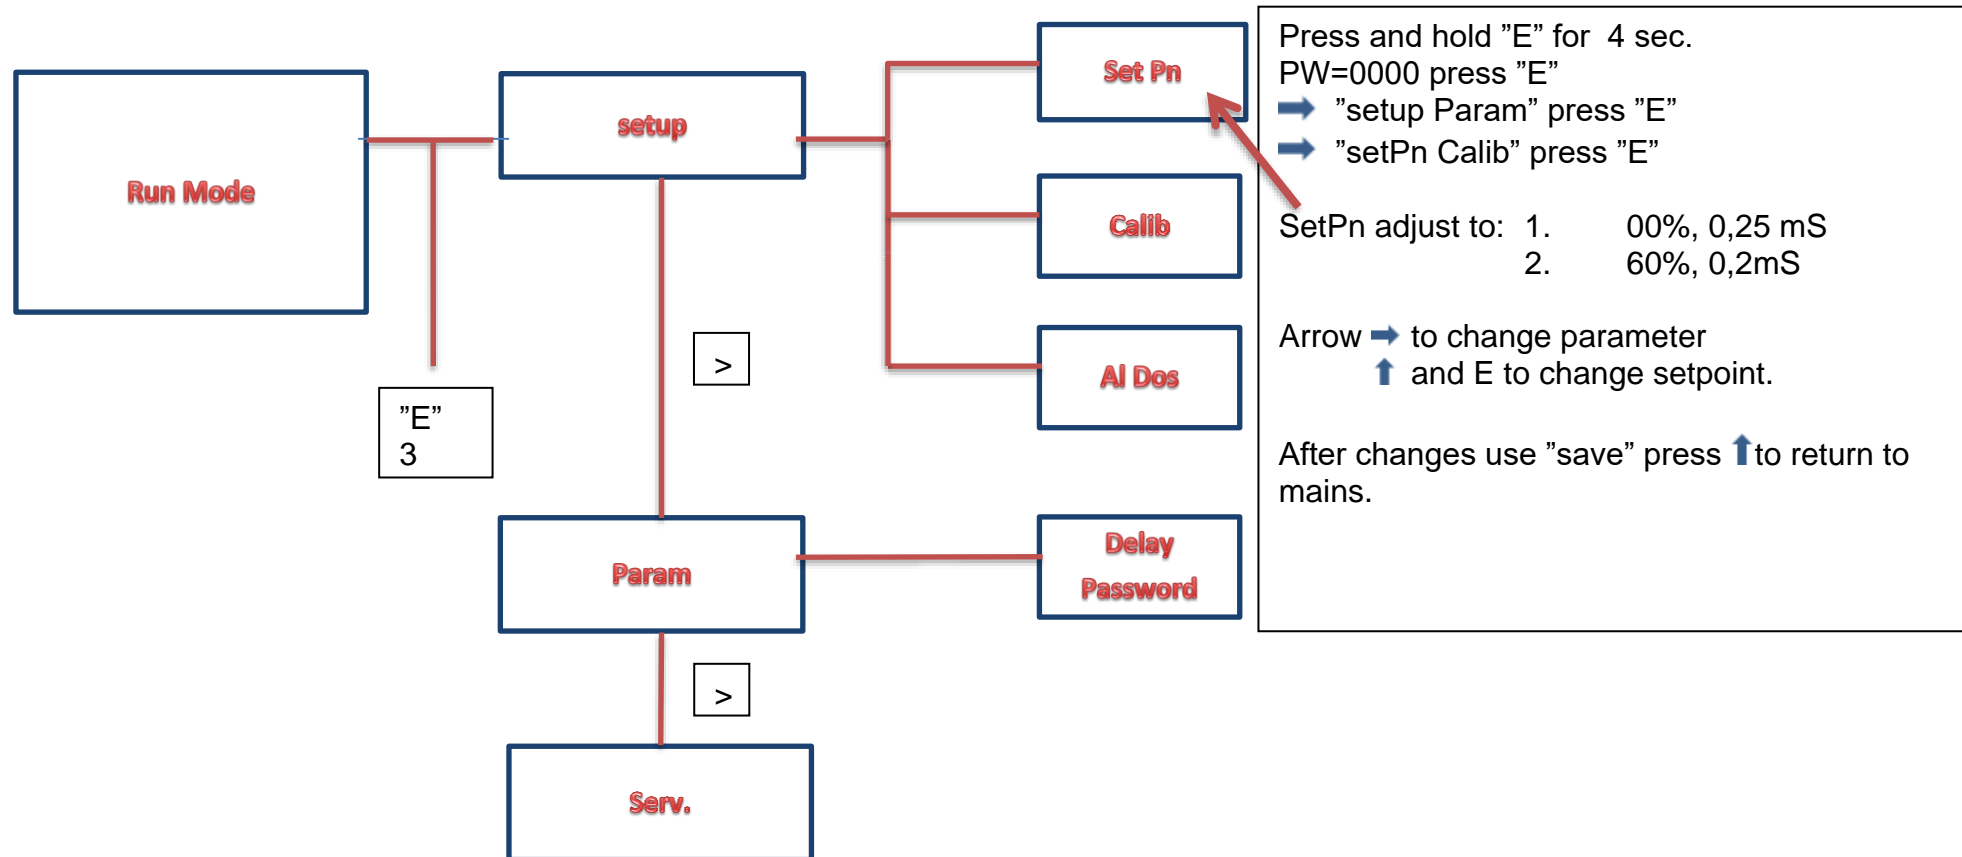 Run Mode
"E"
3
setup
>
Param
>
Serv.
Set Pn
Calib
Al Dos
Delay
Password
Press and hold ”E” for 4 sec.
PW=0000 press ”E”
➡ ”setup Param” press ”E”
➡ ”setPn Calib” press ”E”
SetPn adjust to: 1. 00%, 0,25 mS
2. 60%, 0,2mS
Arrow ➡ to change parameter
⬆ and E to change setpoint.
After changes use ”save” press ⬆ to return to
mains.